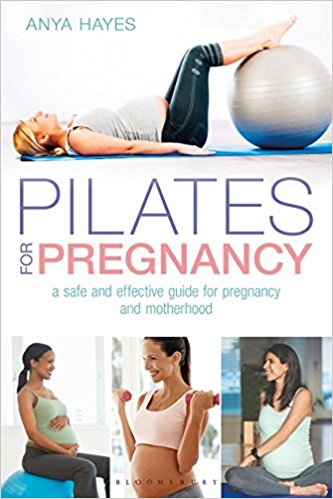 ANYA HAYES
PILATES
FOR PREGNANCY
a safe and effective guide for pregnancy
and motherhood
BLOOMSBURY